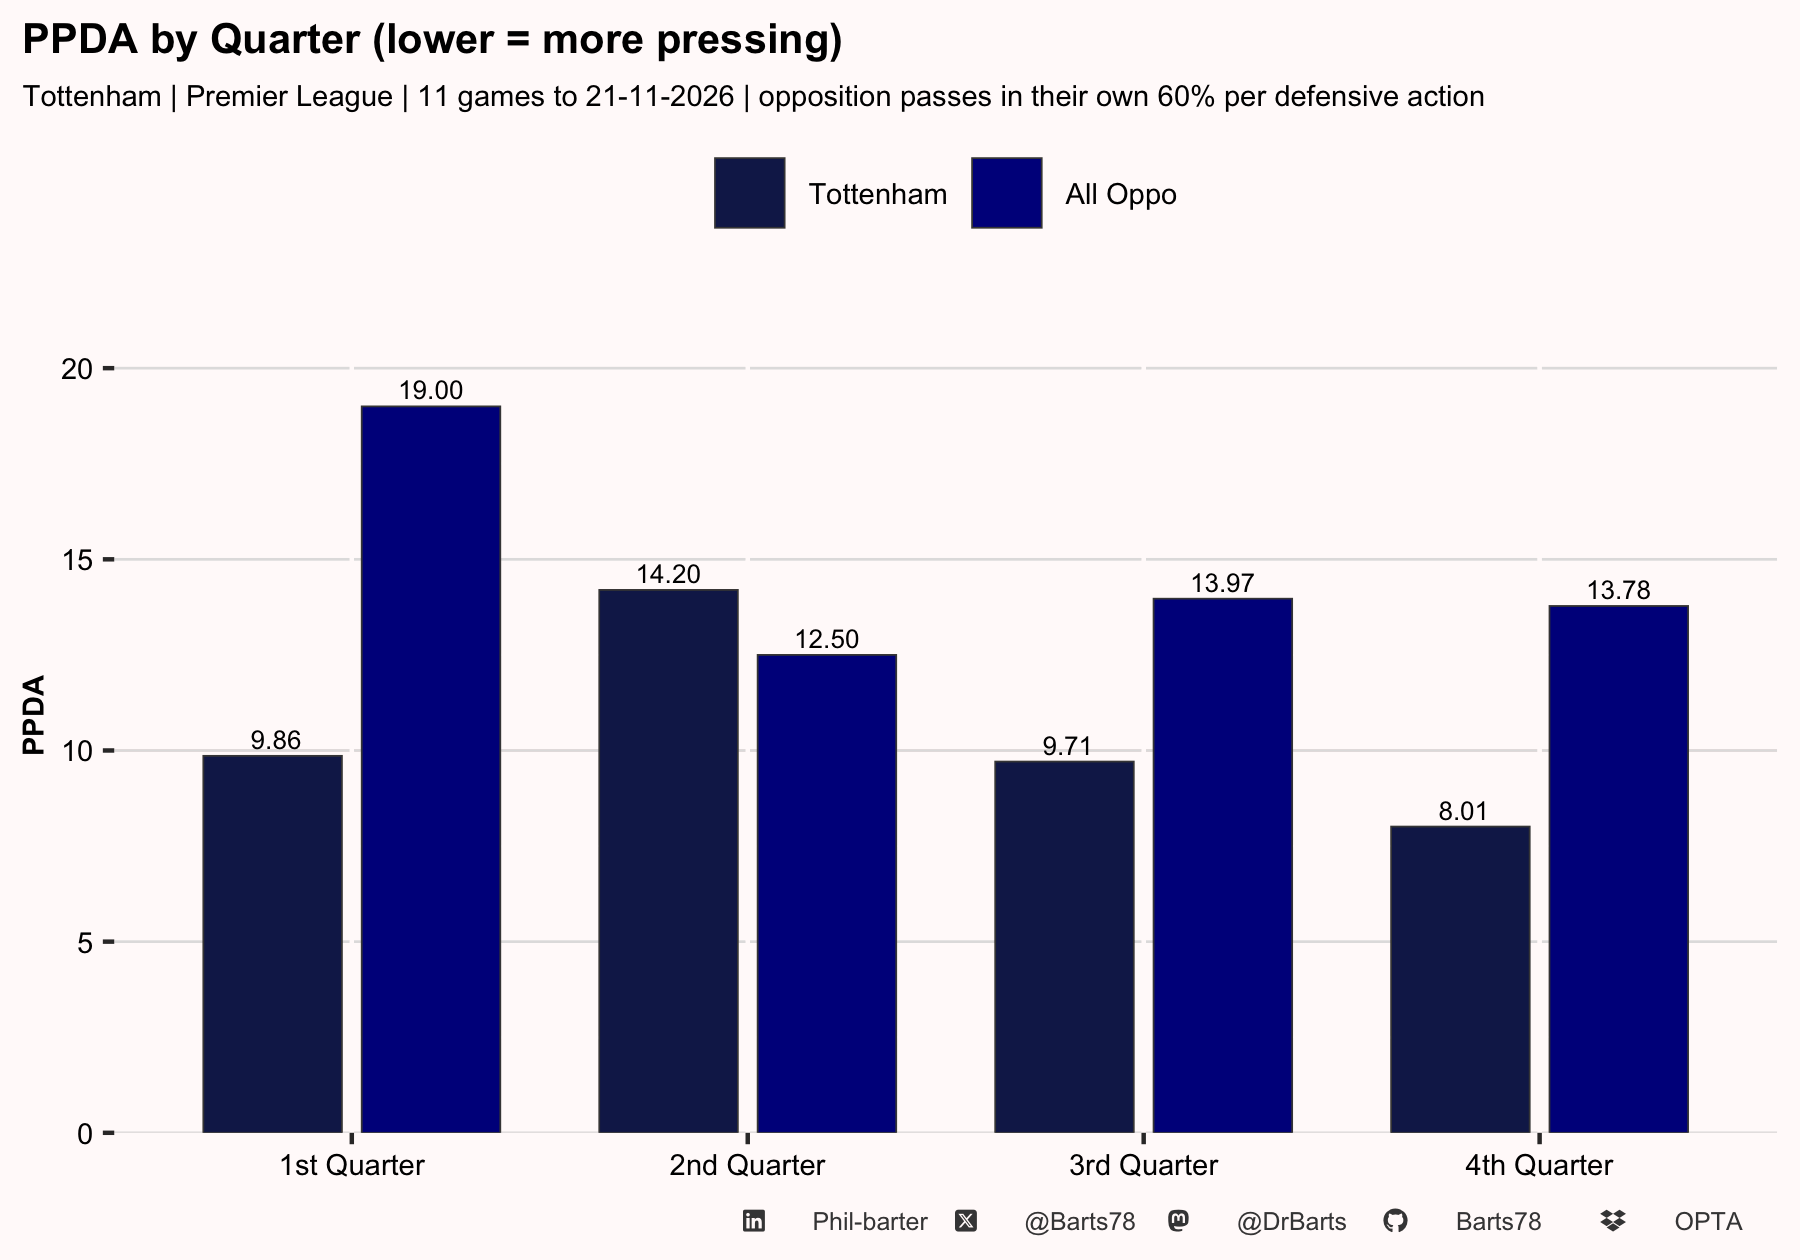 PPDA by Quarter (lower = more pressing)
Tottenham | Premier League | 11 games to 21-11-2026 | opposition passes in their own 60% per defensive action
Tottenham All Oppo
PPDA
20
15
10
5
0
19.00
14.20
13.97
13.78
12.50
9.86
9.71
8.01
1st Quarter 2nd Quarter 3rd Quarter 4th Quarter
Phil-barter @Barts78 @DrBarts Barts78 OPTA